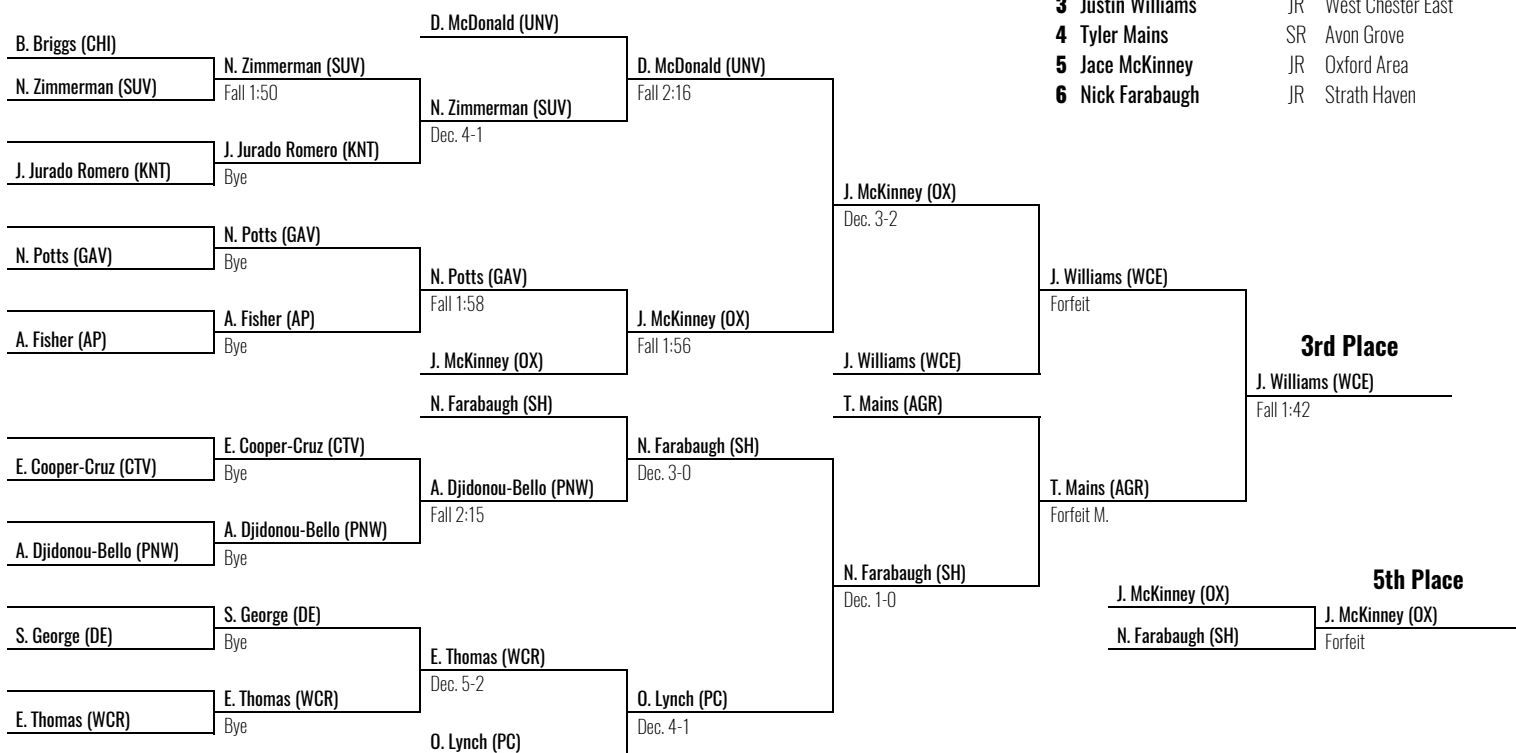 3 Justin Williams JR West Chester East
4 Tyler Mains SR Avon Grove
5 Jace McKinney JR Oxford Area
6 Nick Farabaugh JR Strath Haven
B. Briggs (CHI)
N. Zimmerman (SUV)
J. Jurado Romero (KNT)
N. Potts (GAV)
A. Fisher (AP)
E. Cooper-Cruz (CTV)
A. Djidonou-Bello (PNW)
S. George (DE)
E. Thomas (WCR)
N. Zimmerman (SUV)
Fall 1:50
J. Jurado Romero (KNT)
Bye
N. Potts (GAV)
Bye
A. Fisher (AP)
Bye
E. Cooper-Cruz (CTV)
Bye
A. Djidonou-Bello (PNW)
Bye
S. George (DE)
Bye
E. Thomas (WCR)
Bye
D. McDonald (UNV)
N. Zimmerman (SUV)
Dec. 4-1
N. Potts (GAV)
Fall 1:58
J. McKinney (OX)
N. Farabaugh (SH)
A. Djidonou-Bello (PNW)
Fall 2:15
E. Thomas (WCR)
Dec. 5-2
O. Lynch (PC)
D. McDonald (UNV)
Fall 2:16
J. McKinney (OX)
Fall 1:56
N. Farabaugh (SH)
Dec. 3-0
O. Lynch (PC)
Dec. 4-1
J. McKinney (OX)
Dec. 3-2
J. Williams (WCE)
T. Mains (AGR)
N. Farabaugh (SH)
Dec. 1-0
J. Williams (WCE)
Forfeit
T. Mains (AGR)
Forfeit M.
3rd Place
J. Williams (WCE)
Fall 1:42
5th Place
J. McKinney (OX)
N. Farabaugh (SH)
J. McKinney (OX)
Forfeit